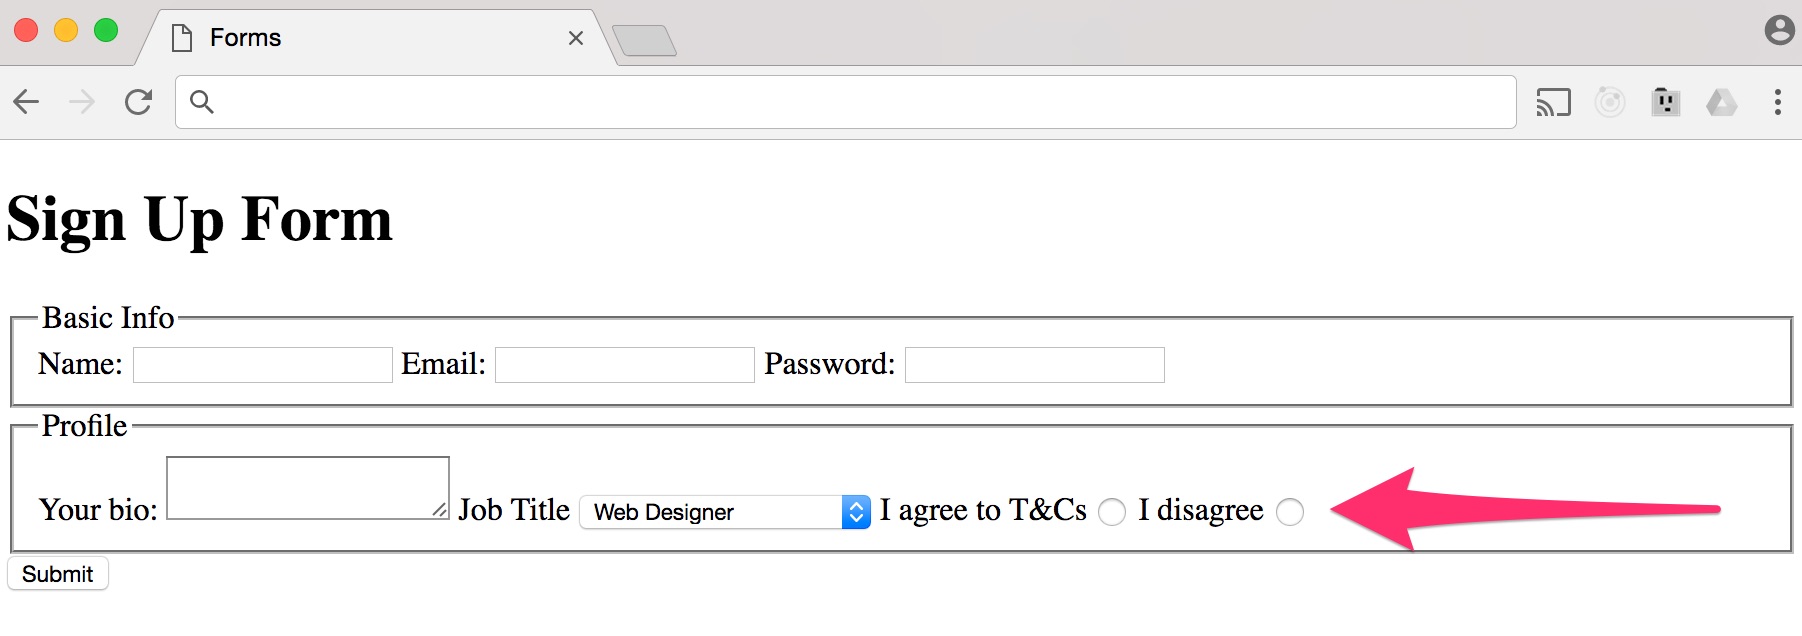 Forms
Sign Up Form
Basic Info
Name: Email: Password:
Profile
Your bio: Job Title Web Designer I agree to T&Cs I disagree
Submit